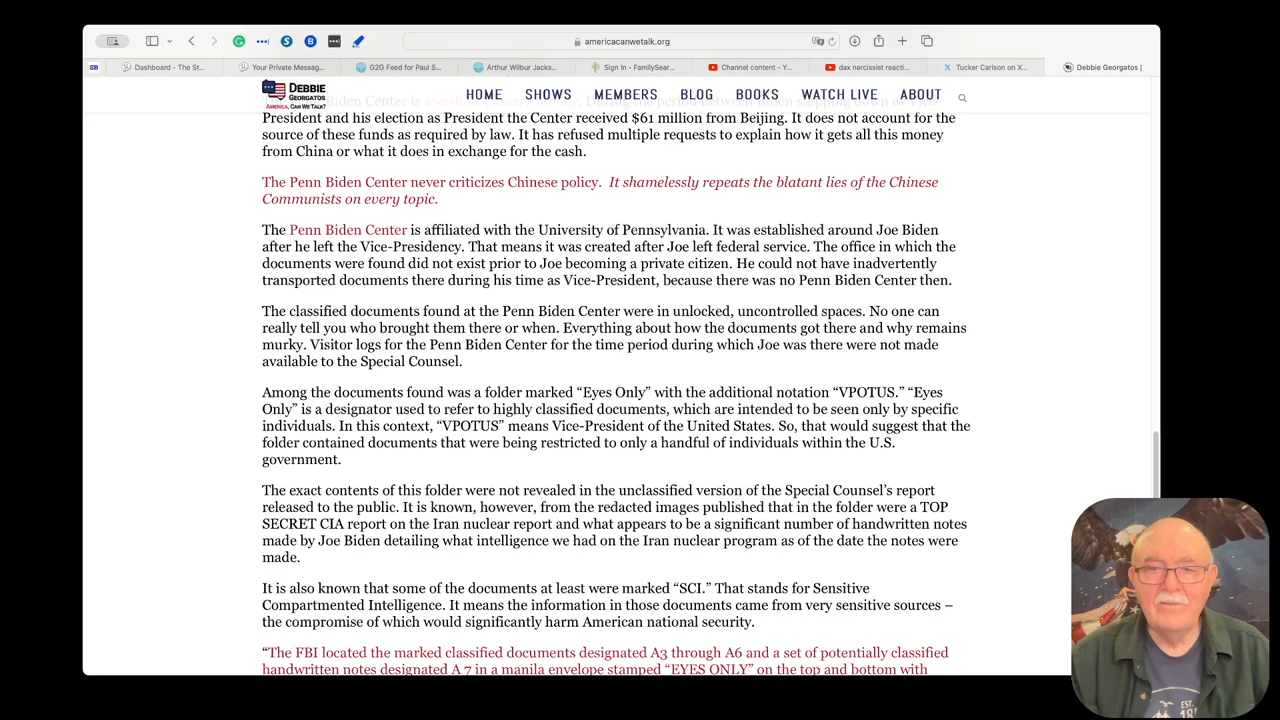 americacanwetalk.org
SB
Dashboard - The St...
Your Private Messag...
G2G Feed for Paul S...
Arthur Wilbur Jacks...
Sign In - FamilySear...
Channel content - Y...
dax narcissist reacti...
Tucker Carlson on X...
Debbie Georgatos |
DEBBIE
GEORGATOS
AMERICA, CAN WE TALK?
HOME
SHOWS
MEMBERS
BLOG
BOOKS
WATCH LIVE
ABOUT
Biden Center is awash in Chinese money. During the period between Biden stepping down as Vice-
President and his election as President the Center received $61 million from Beijing. It does not account for the
source of these funds as required by law. It has refused multiple requests to explain how it gets all this money
from China or what it does in exchange for the cash.
The Penn Biden Center never criticizes Chinese policy. It shamelessly repeats the blatant lies of the Chinese
Communists on every topic.
The Penn Biden Center is affiliated with the University of Pennsylvania. It was established around Joe Biden
after he left the Vice-Presidency. That means it was created after Joe left federal service. The office in which the
documents were found did not exist prior to Joe becoming a private citizen. He could not have inadvertently
transported documents there during his time as Vice-President, because there was no Penn Biden Center then.
The classified documents found at the Penn Biden Center were in unlocked, uncontrolled spaces. No one can
really tell you who brought them there or when. Everything about how the documents got there and why remains
murky. Visitor logs for the Penn Biden Center for the time period during which Joe was there were not made
available to the Special Counsel.
Among the documents found was a folder marked “Eyes Only” with the additional notation “VPOTUS.” “Eyes
Only” is a designator used to refer to highly classified documents, which are intended to be seen only by specific
individuals. In this context, “VPOTUS” means Vice-President of the United States. So, that would suggest that the
folder contained documents that were being restricted to only a handful of individuals within the U.S.
government.
The exact contents of this folder were not revealed in the unclassified version of the Special Counsel’s report
released to the public. It is known, however, from the redacted images published that in the folder were a TOP
SECRET CIA report on the Iran nuclear report and what appears to be a significant number of handwritten notes
made by Joe Biden detailing what intelligence we had on the Iran nuclear program as of the date the notes were
made.
It is also known that some of the documents at least were marked “SCI.” That stands for Sensitive
Compartmented Intelligence. It means the information in those documents came from very sensitive sources –
the compromise of which would significantly harm American national security.
“The FBI located the marked classified documents designated A3 through A6 and a set of potentially classified
handwritten notes designated A 7 in a manila envelope stamped “EYES ONLY” on the top and bottom with
EST.